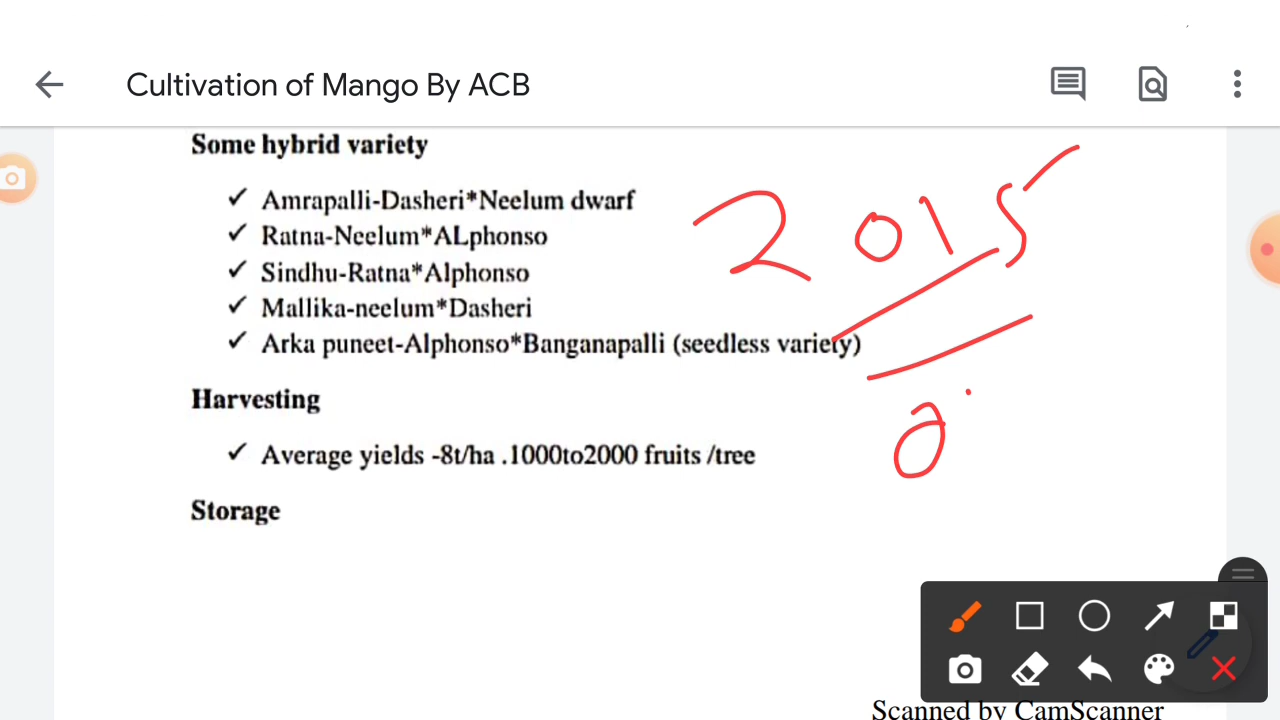 Cultivation of Mango By ACB
Some hybrid variety
✓ Amrapalli-Dasheri*Neelum dwarf
✓ Ratna-Neelum*ALphonso
✓ Sindhu-Ratna*Alphonso
✓ Mallika-neelum*Dasheri
✓ Arka puneet-Alphonso*Banganapalli (seedless variety)
2015
Harvesting
✓ Average yields -8t/ha .1000to2000 fruits /tree
Storage
Scanned by CamScanner